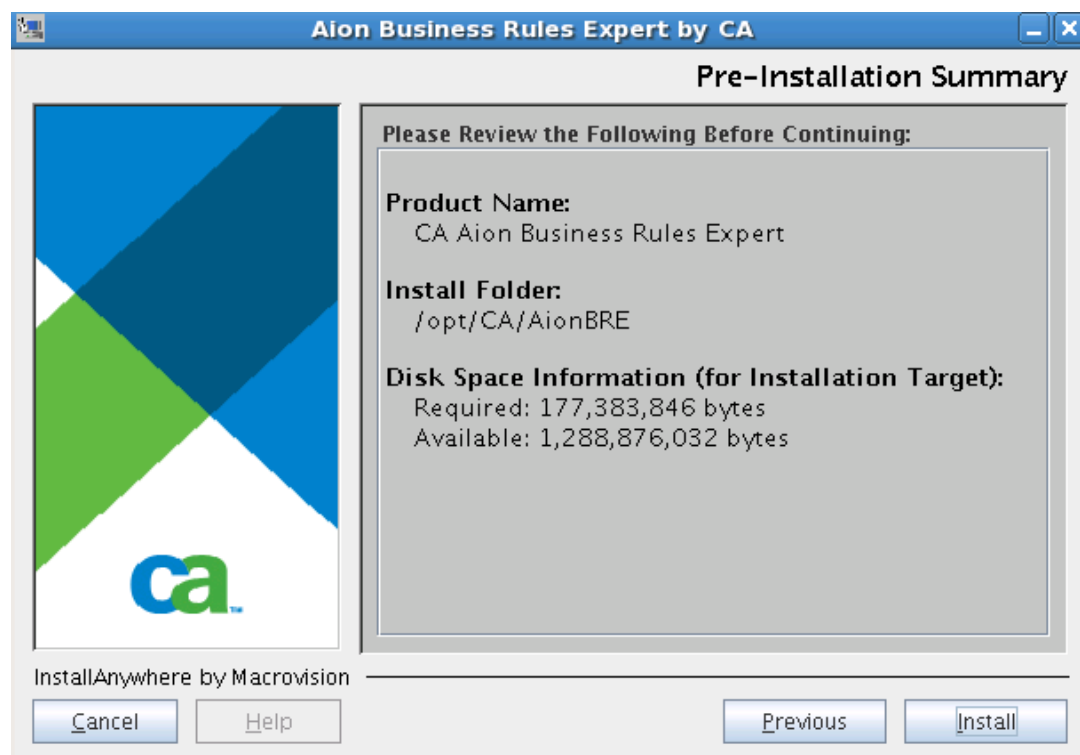 Aion Business Rules Expert by CA
Pre-Installation Summary
Please Review the Following Before Continuing:
Product Name:
CA Aion Business Rules Expert
Install Folder:
/opt/CA/AionBRE
Disk Space Information (for Installation Target):
Required: 177,383,846 bytes
Available: 1,288,876,032 bytes
ca™
InstallAnywhere by Macrovision
Cancel
Help
Previous
Install